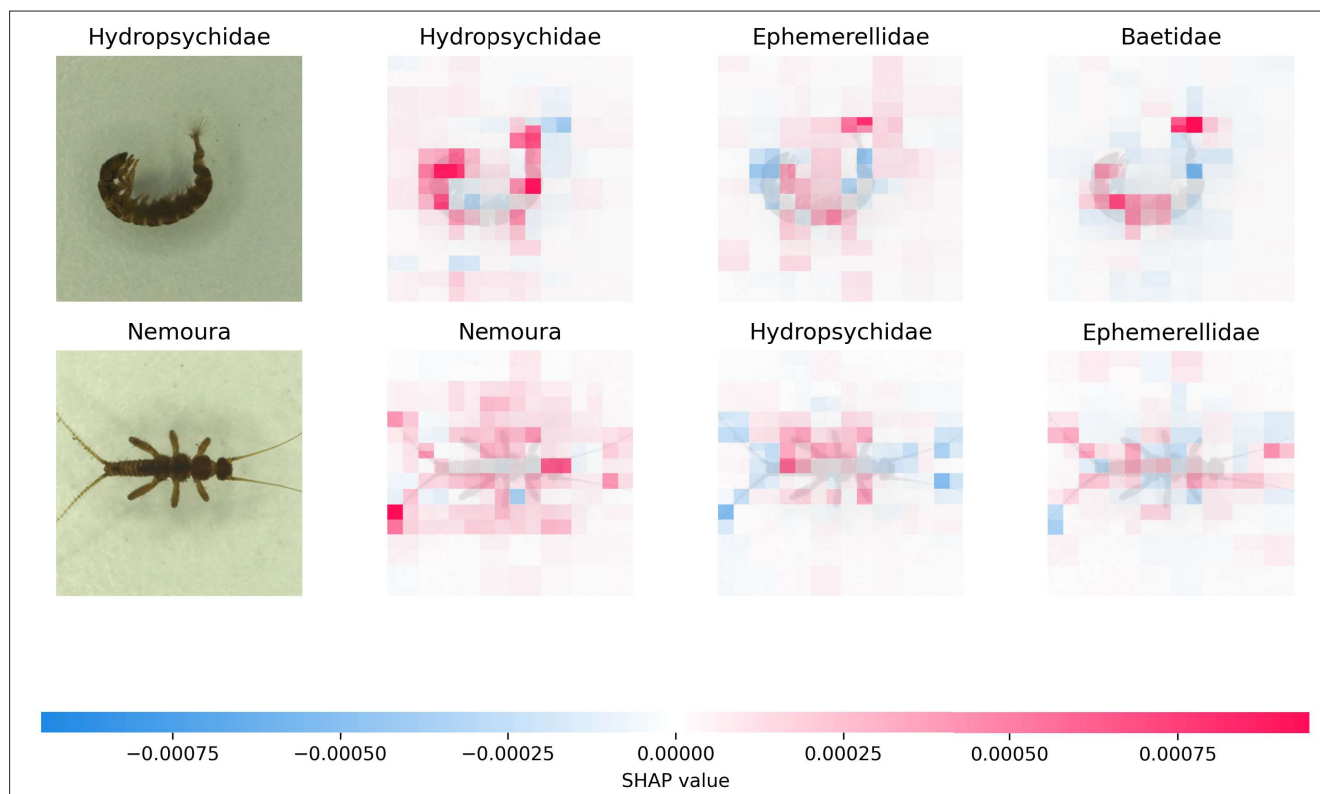 Hydropsychidae Hydropsychidae Ephemerellidae Baetidae
Nemoura Nemoura Hydropsychidae Ephemerellidae
−0.00075 −0.00050 −0.00025 0.00000 0.00025 0.00050 0.00075
SHAP value